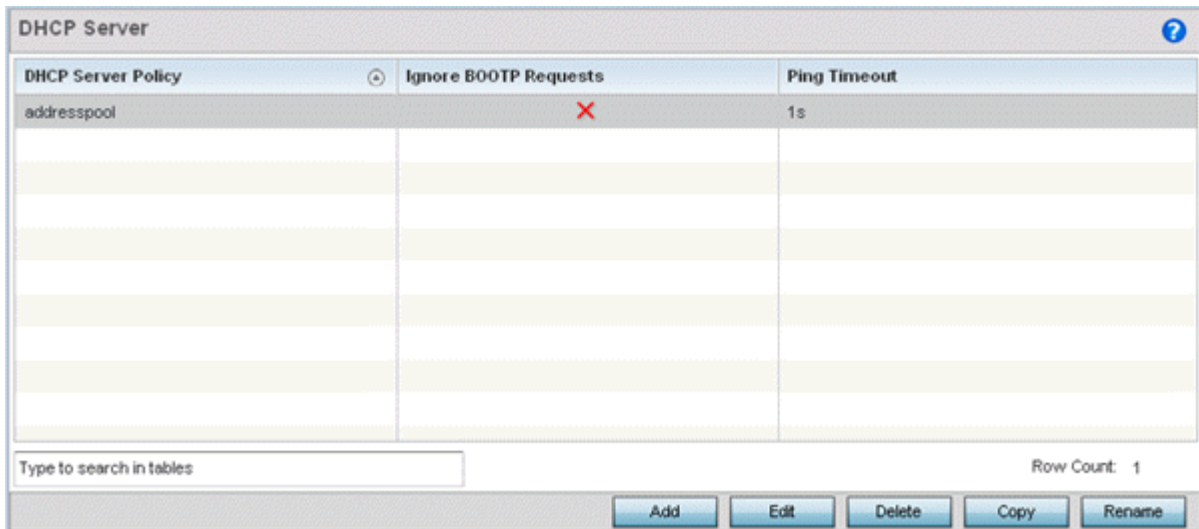 DHCP Server
DHCP Server Policy Ignore BOOTP Requests Ping Timeout
addresspool 1s
Type to search in tables Row Count: 1
Add Edit Delete Copy Rename